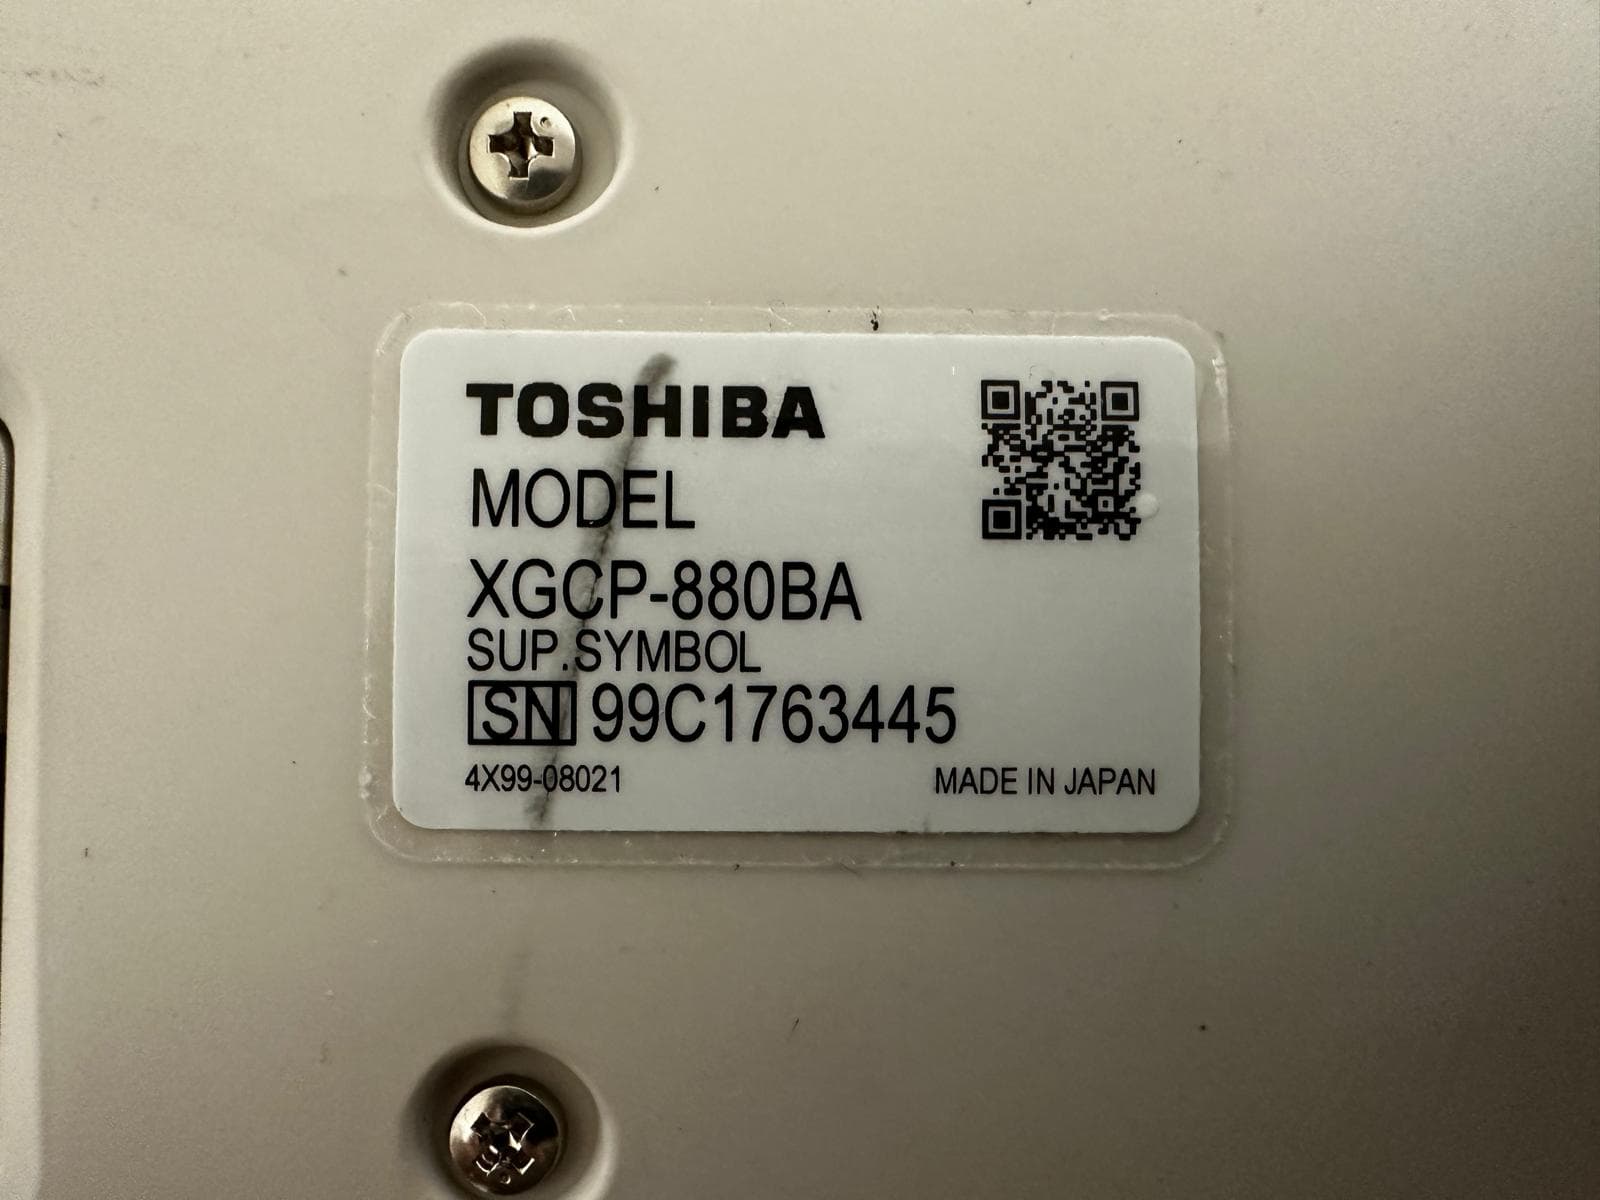 TOSHIBA
MODEL
XGCP-880BA
SUP.SYMBOL
SN 99C1763445
4X99-08021
MADE IN JAPAN